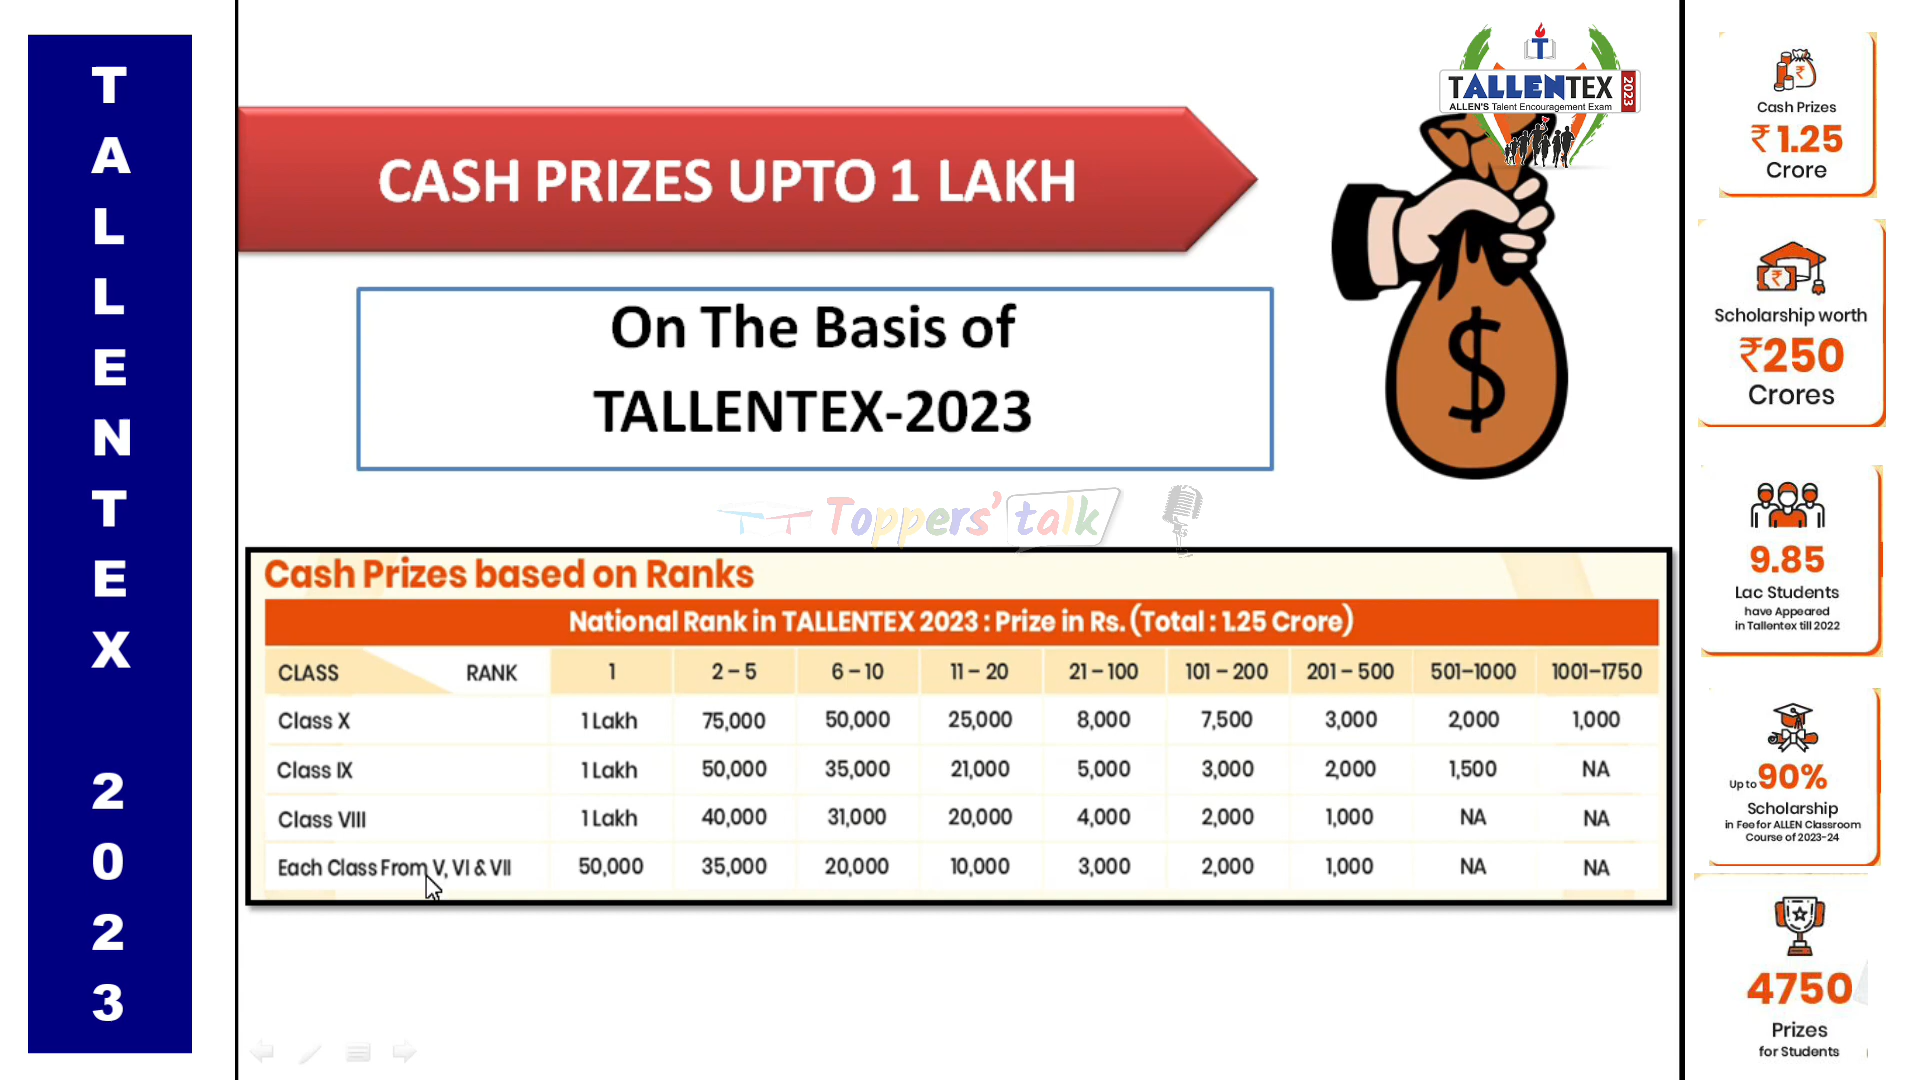 T
A
L
L
E
N
T
E
X
2
0
2
3
CASH PRIZES UPTO 1 LAKH
TALLENTEX 2023
ALLEN'S Talent Encouragement Exam
On The Basis of
TALLENTEX-2023
$
Toppers' talk
Cash Prizes based on Ranks
National Rank in TALLENTEX 2023 : Prize in Rs. (Total : 1.25 Crore)
CLASS RANK 1 2 – 5 6 – 10 11 – 20 21 – 100 101 – 200 201 – 500 501–1000 1001–1750
Class X 1 Lakh 75,000 50,000 25,000 8,000 7,500 3,000 2,000 1,000
Class IX 1 Lakh 50,000 35,000 21,000 5,000 3,000 2,000 1,500 NA
Class VIII 1 Lakh 40,000 31,000 20,000 4,000 2,000 1,000 NA NA
Each Class From V, VI & VII 50,000 35,000 20,000 10,000 3,000 2,000 1,000 NA NA
Cash Prizes
₹ 1.25
Crore
Scholarship worth
₹250
Crores
9.85
Lac Students
have Appeared
in Tallentex till 2022
Up to 90%
Scholarship
in Fee for ALLEN Classroom
Course of 2023-24
4750
Prizes
for Students